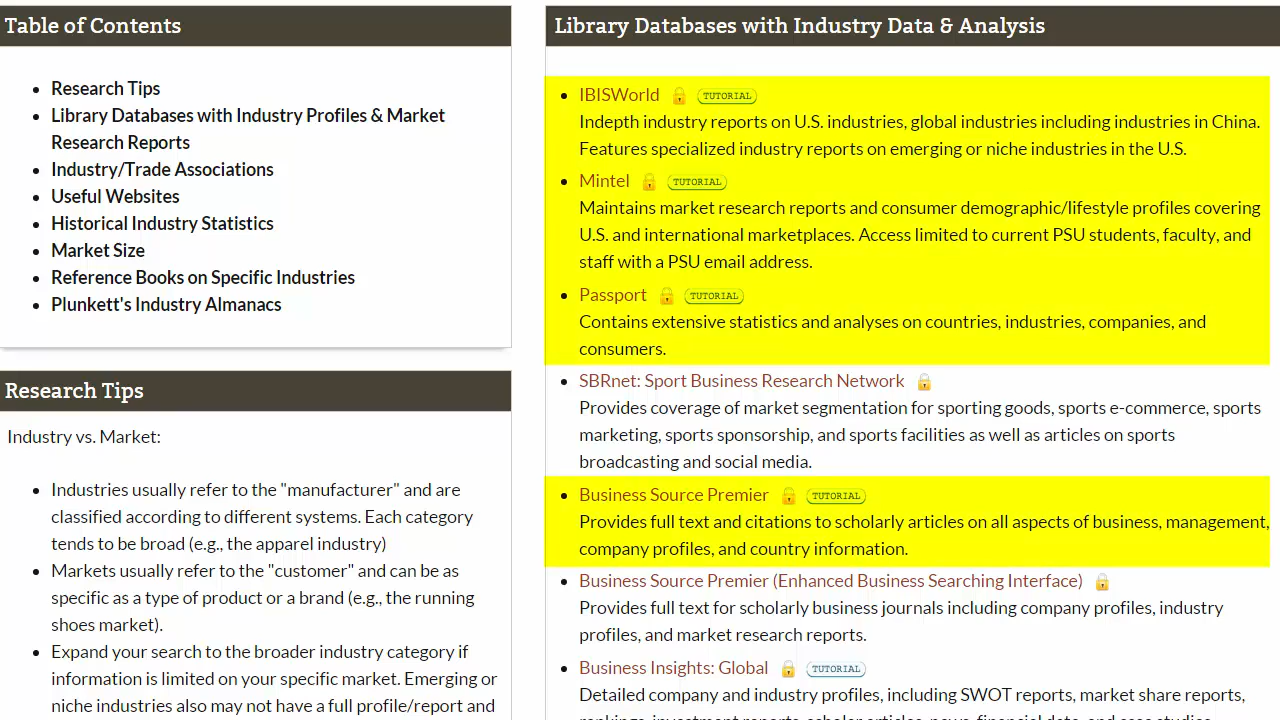 Table of Contents
Research Tips
Library Databases with Industry Profiles & Market
Research Reports
Industry/Trade Associations
Useful Websites
Historical Industry Statistics
Market Size
Reference Books on Specific Industries
Plunkett's Industry Almanacs
Research Tips
Industry vs. Market:
Industries usually refer to the "manufacturer" and are
classified according to different systems. Each category
tends to be broad (e.g., the apparel industry)
Markets usually refer to the "customer" and can be as
specific as a type of product or a brand (e.g., the running
shoes market).
Expand your search to the broader industry category if
information is limited on your specific market. Emerging or
niche industries also may not have a full profile/report and
Library Databases with Industry Data & Analysis
IBISWorld TUTORIAL
Indepth industry reports on U.S. industries, global industries including industries in China.
Features specialized industry reports on emerging or niche industries in the U.S.
Mintel TUTORIAL
Maintains market research reports and consumer demographic/lifestyle profiles covering
U.S. and international marketplaces. Access limited to current PSU students, faculty, and
staff with a PSU email address.
Passport TUTORIAL
Contains extensive statistics and analyses on countries, industries, companies, and
consumers.
SBRnet: Sport Business Research Network
Provides coverage of market segmentation for sporting goods, sports e-commerce, sports
marketing, sports sponsorship, and sports facilities as well as articles on sports
broadcasting and social media.
Business Source Premier TUTORIAL
Provides full text and citations to scholarly articles on all aspects of business, management,
company profiles, and country information.
Business Source Premier (Enhanced Business Searching Interface)
Provides full text for scholarly business journals including company profiles, industry
profiles, and market research reports.
Business Insights: Global TUTORIAL
Detailed company and industry profiles, including SWOT reports, market share reports,